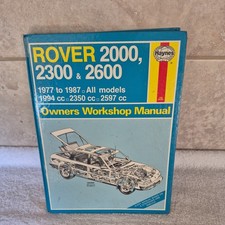 Haynes
ROVER 2000,
2300 & 2600
1977 to 1987 □ All models
1994 cc □ 2350 cc □ 2597 cc
Owners Workshop Manual